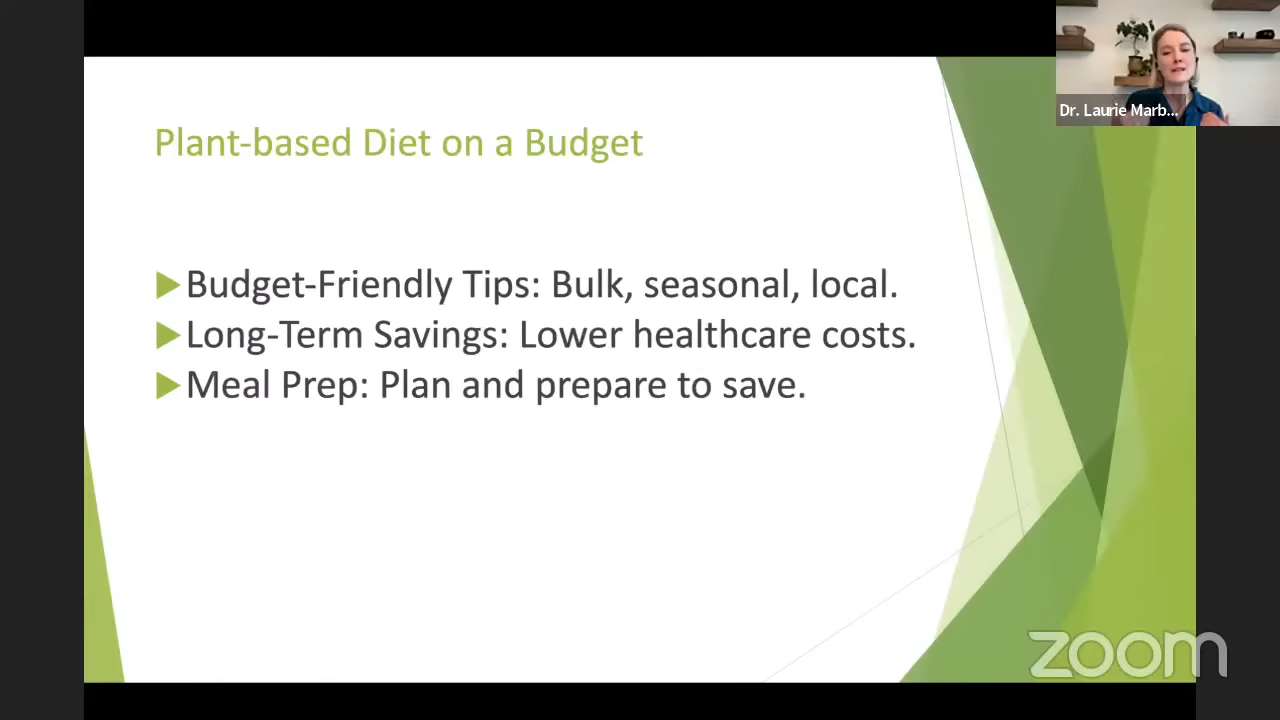 Plant-based Diet on a Budget
Budget-Friendly Tips: Bulk, seasonal, local.
Long-Term Savings: Lower healthcare costs.
Meal Prep: Plan and prepare to save.
Dr. Laurie Marb...
zoom